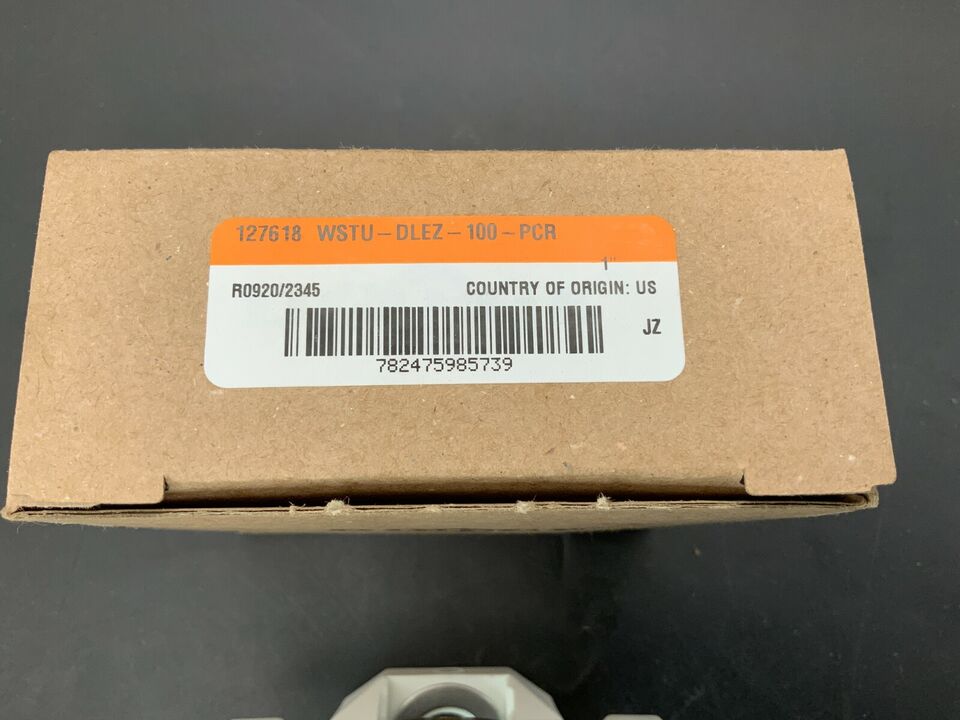 127618 WSTU-DLEZ-100-PCR
1"
R0920/2345 COUNTRY OF ORIGIN: US
JZ
782475985739